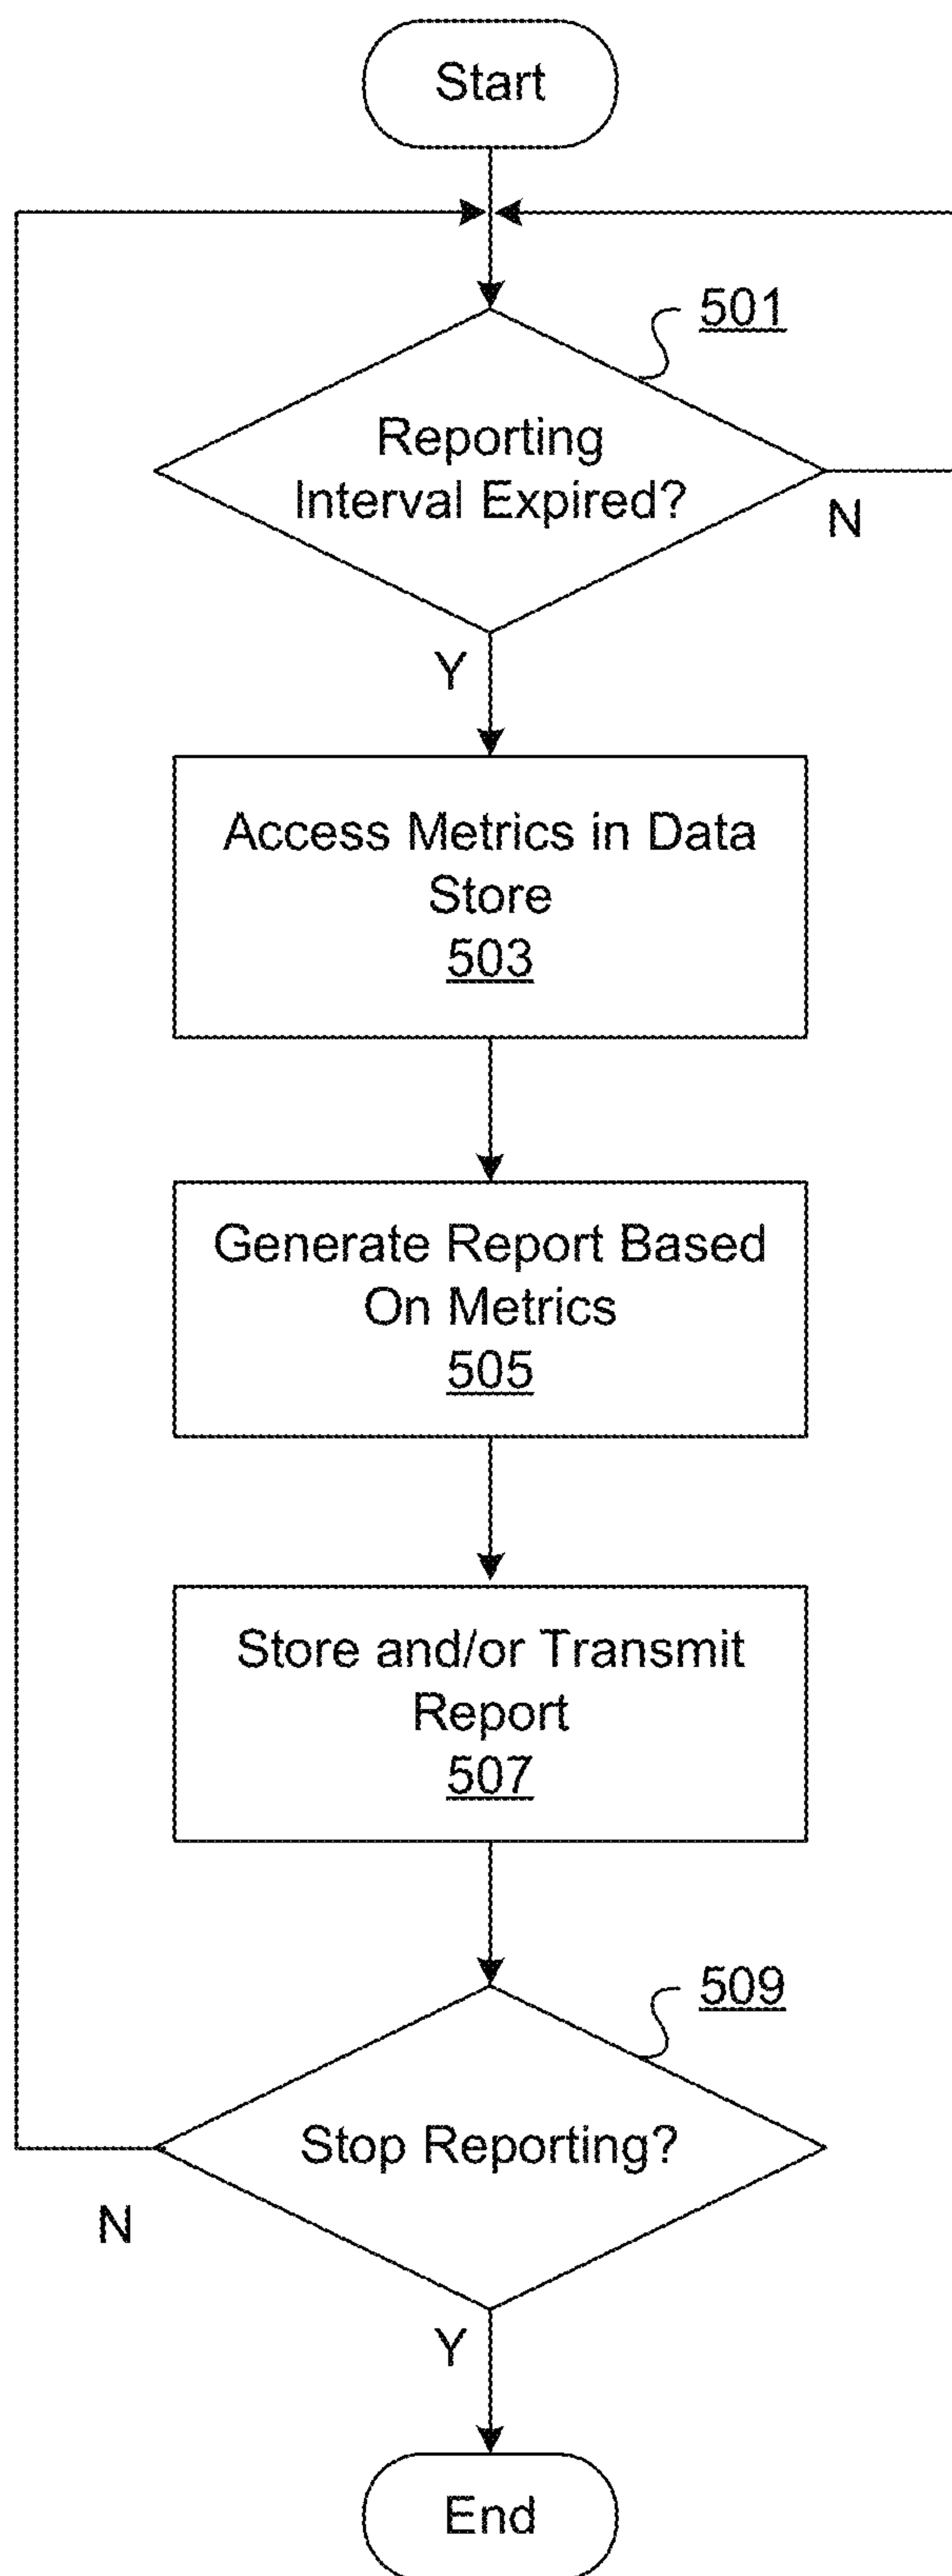 Start
501
Reporting
Interval Expired?
N
Y
Access Metrics in Data
Store
503
Generate Report Based
On Metrics
505
Store and/or Transmit
Report
507
509
Stop Reporting?
N
Y
End